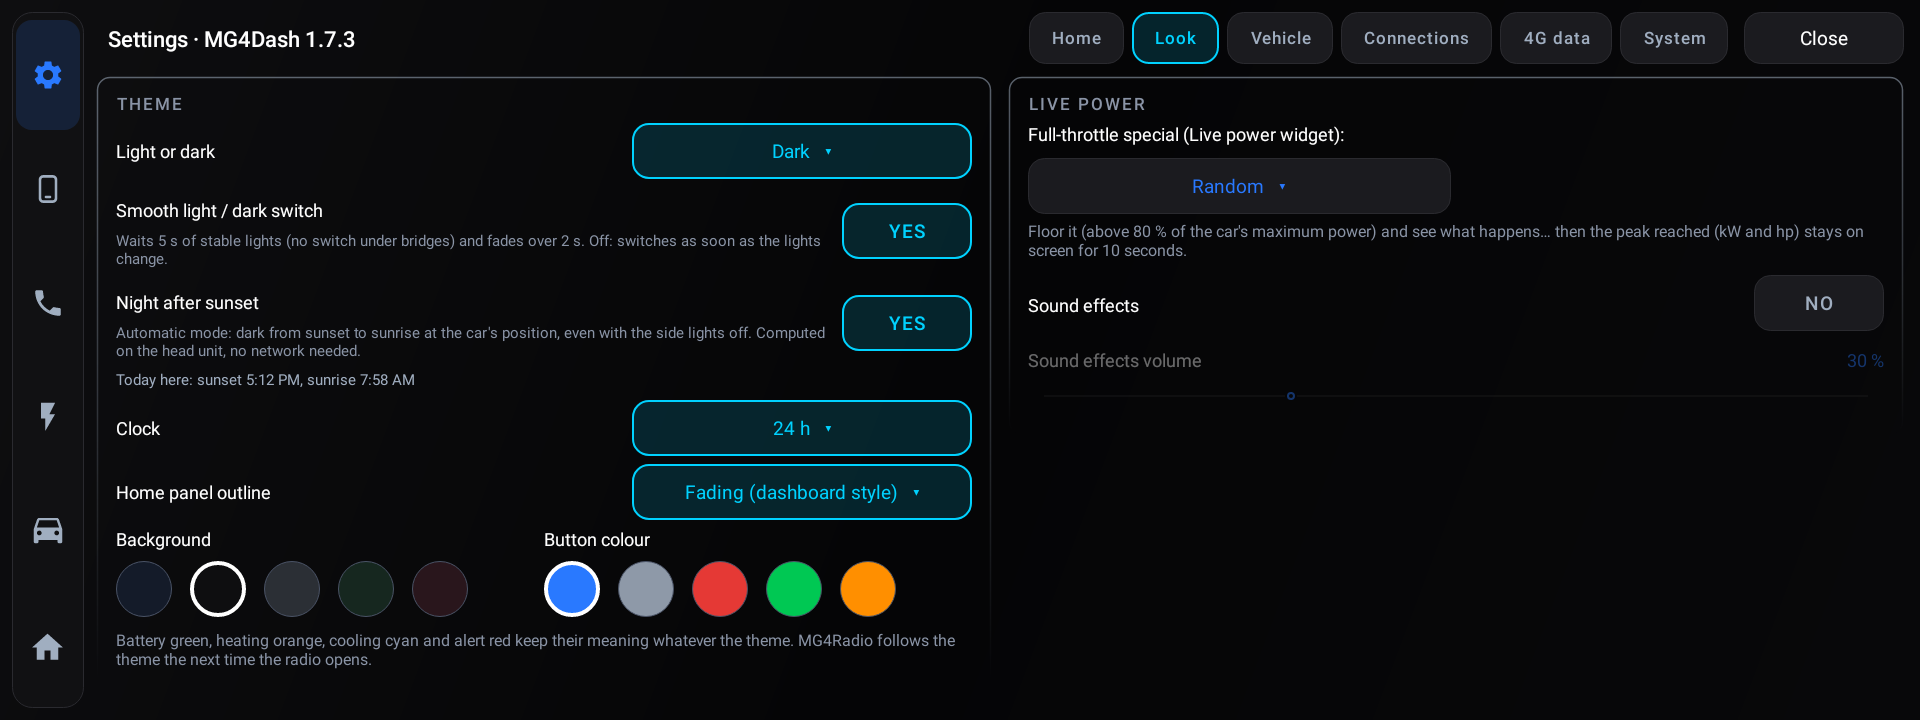 Settings · MG4Dash 1.7.3
Home
Look
Vehicle
Connections
4G data
System
Close
THEME
Light or dark
Dark
Smooth light / dark switch
Waits 5 s of stable lights (no switch under bridges) and fades over 2 s. Off: switches as soon as the lights
change.
YES
Night after sunset
Automatic mode: dark from sunset to sunrise at the car's position, even with the side lights off. Computed
on the head unit, no network needed.
YES
Today here: sunset 5:12 PM, sunrise 7:58 AM
Clock
24 h
Home panel outline
Fading (dashboard style)
Background
Button colour
Battery green, heating orange, cooling cyan and alert red keep their meaning whatever the theme. MG4Radio follows the
theme the next time the radio opens.
LIVE POWER
Full-throttle special (Live power widget):
Random
Floor it (above 80 % of the car's maximum power) and see what happens... then the peak reached (kW and hp) stays on
screen for 10 seconds.
Sound effects
NO
Sound effects volume
30 %